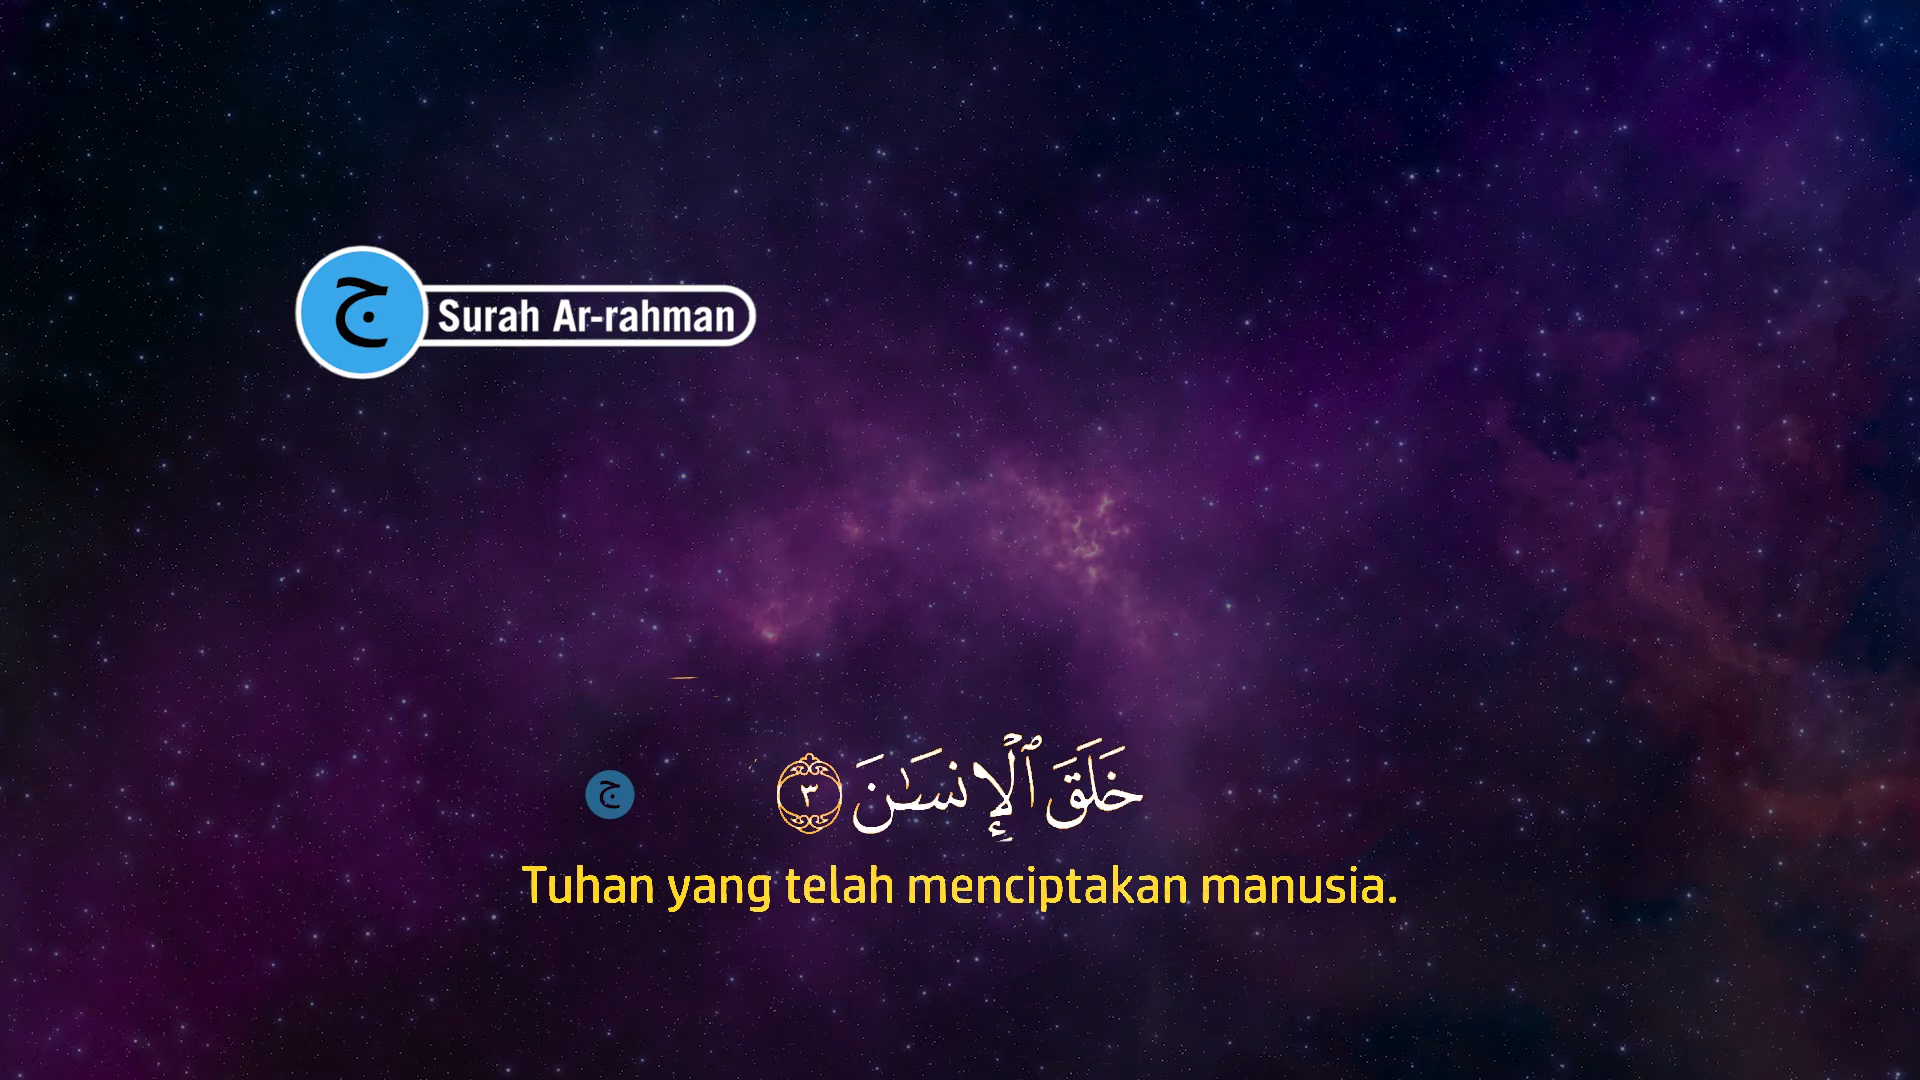 ج
Surah Ar-rahman
خَلَقَ ٱلْإِنسَـٰنَ ٣
ج
Tuhan yang telah menciptakan manusia.